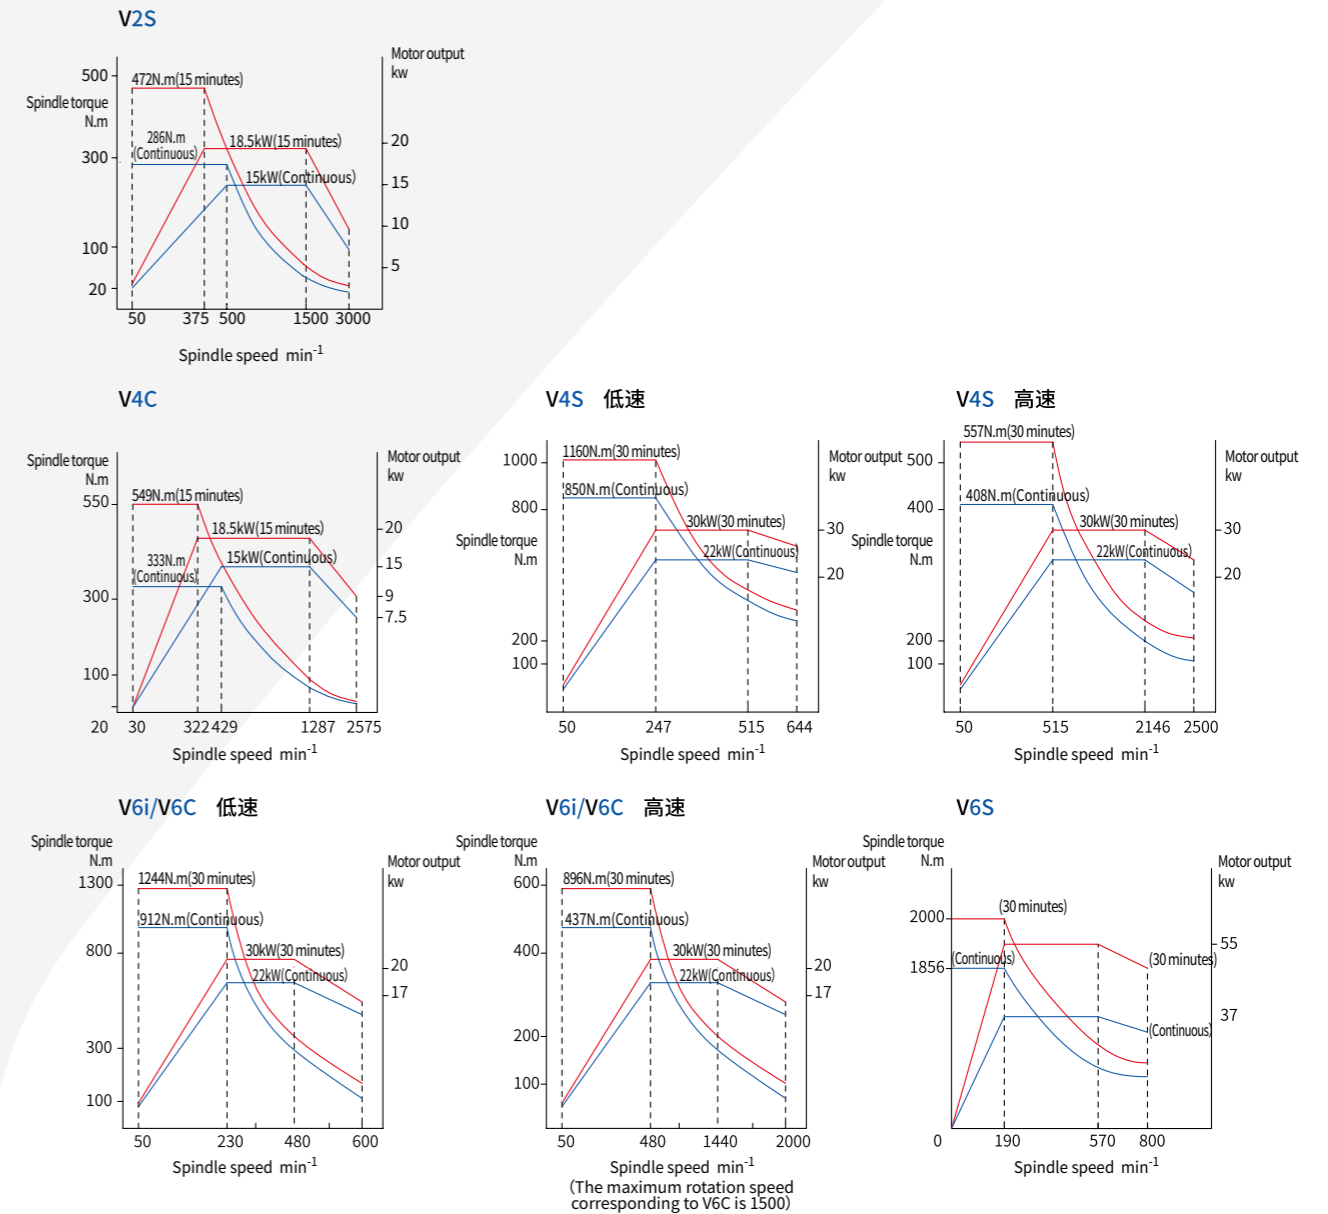 V2S
Motor output
kw
500
472N.m(15 minutes)
Spindle torque
N.m
286N.m
(Continuous)
18.5kW(15 minutes)
20
300
15kW(Continuous)
15
10
100
5
20
50 375 500 1500 3000
Spindle speed min-1
V4C
Spindle torque
N.m
Motor output
kw
550
549N.m(15 minutes)
18.5kW(15 minutes)
20
333N.m
(Continuous)
15kW(Continuous)
15
300
9
7.5
100
20 30 322 429 1287 2575
Spindle speed min-1
V4S 低速
1160N.m(30 minutes)
1000
Motor output
kw
850N.m(Continuous)
800
30kW(30 minutes)
30
Spindle torque
N.m
22kW(Continuous)
20
200
100
50 247 515 644
Spindle speed min-1
V4S 高速
557N.m(30 minutes)
500
Motor output
kw
408N.m(Continuous)
400
30kW(30 minutes)
30
Spindle torque
N.m
22kW(Continuous)
20
200
100
50 515 2146 2500
Spindle speed min-1
V6i/V6C 低速
Spindle torque
N.m
Motor output
kw
1300
1244N.m(30 minutes)
912N.m(Continuous)
800
30kW(30 minutes)
20
22kW(Continuous)
17
300
100
50 230 480 600
Spindle speed min-1
V6i/V6C 高速
Spindle torque
N.m
Motor output
kw
600
896N.m(30 minutes)
437N.m(Continuous)
400
30kW(30 minutes)
20
22kW(Continuous)
17
200
100
50 480 1440 2000
Spindle speed min-1
(The maximum rotation speed
corresponding to V6C is 1500)
V6S
Spindle torque
N.m
Motor output
kw
(30 minutes)
2000
55
(Continuous)
(30 minutes)
1856
37
(Continuous)
0 190 570 800
Spindle speed min-1